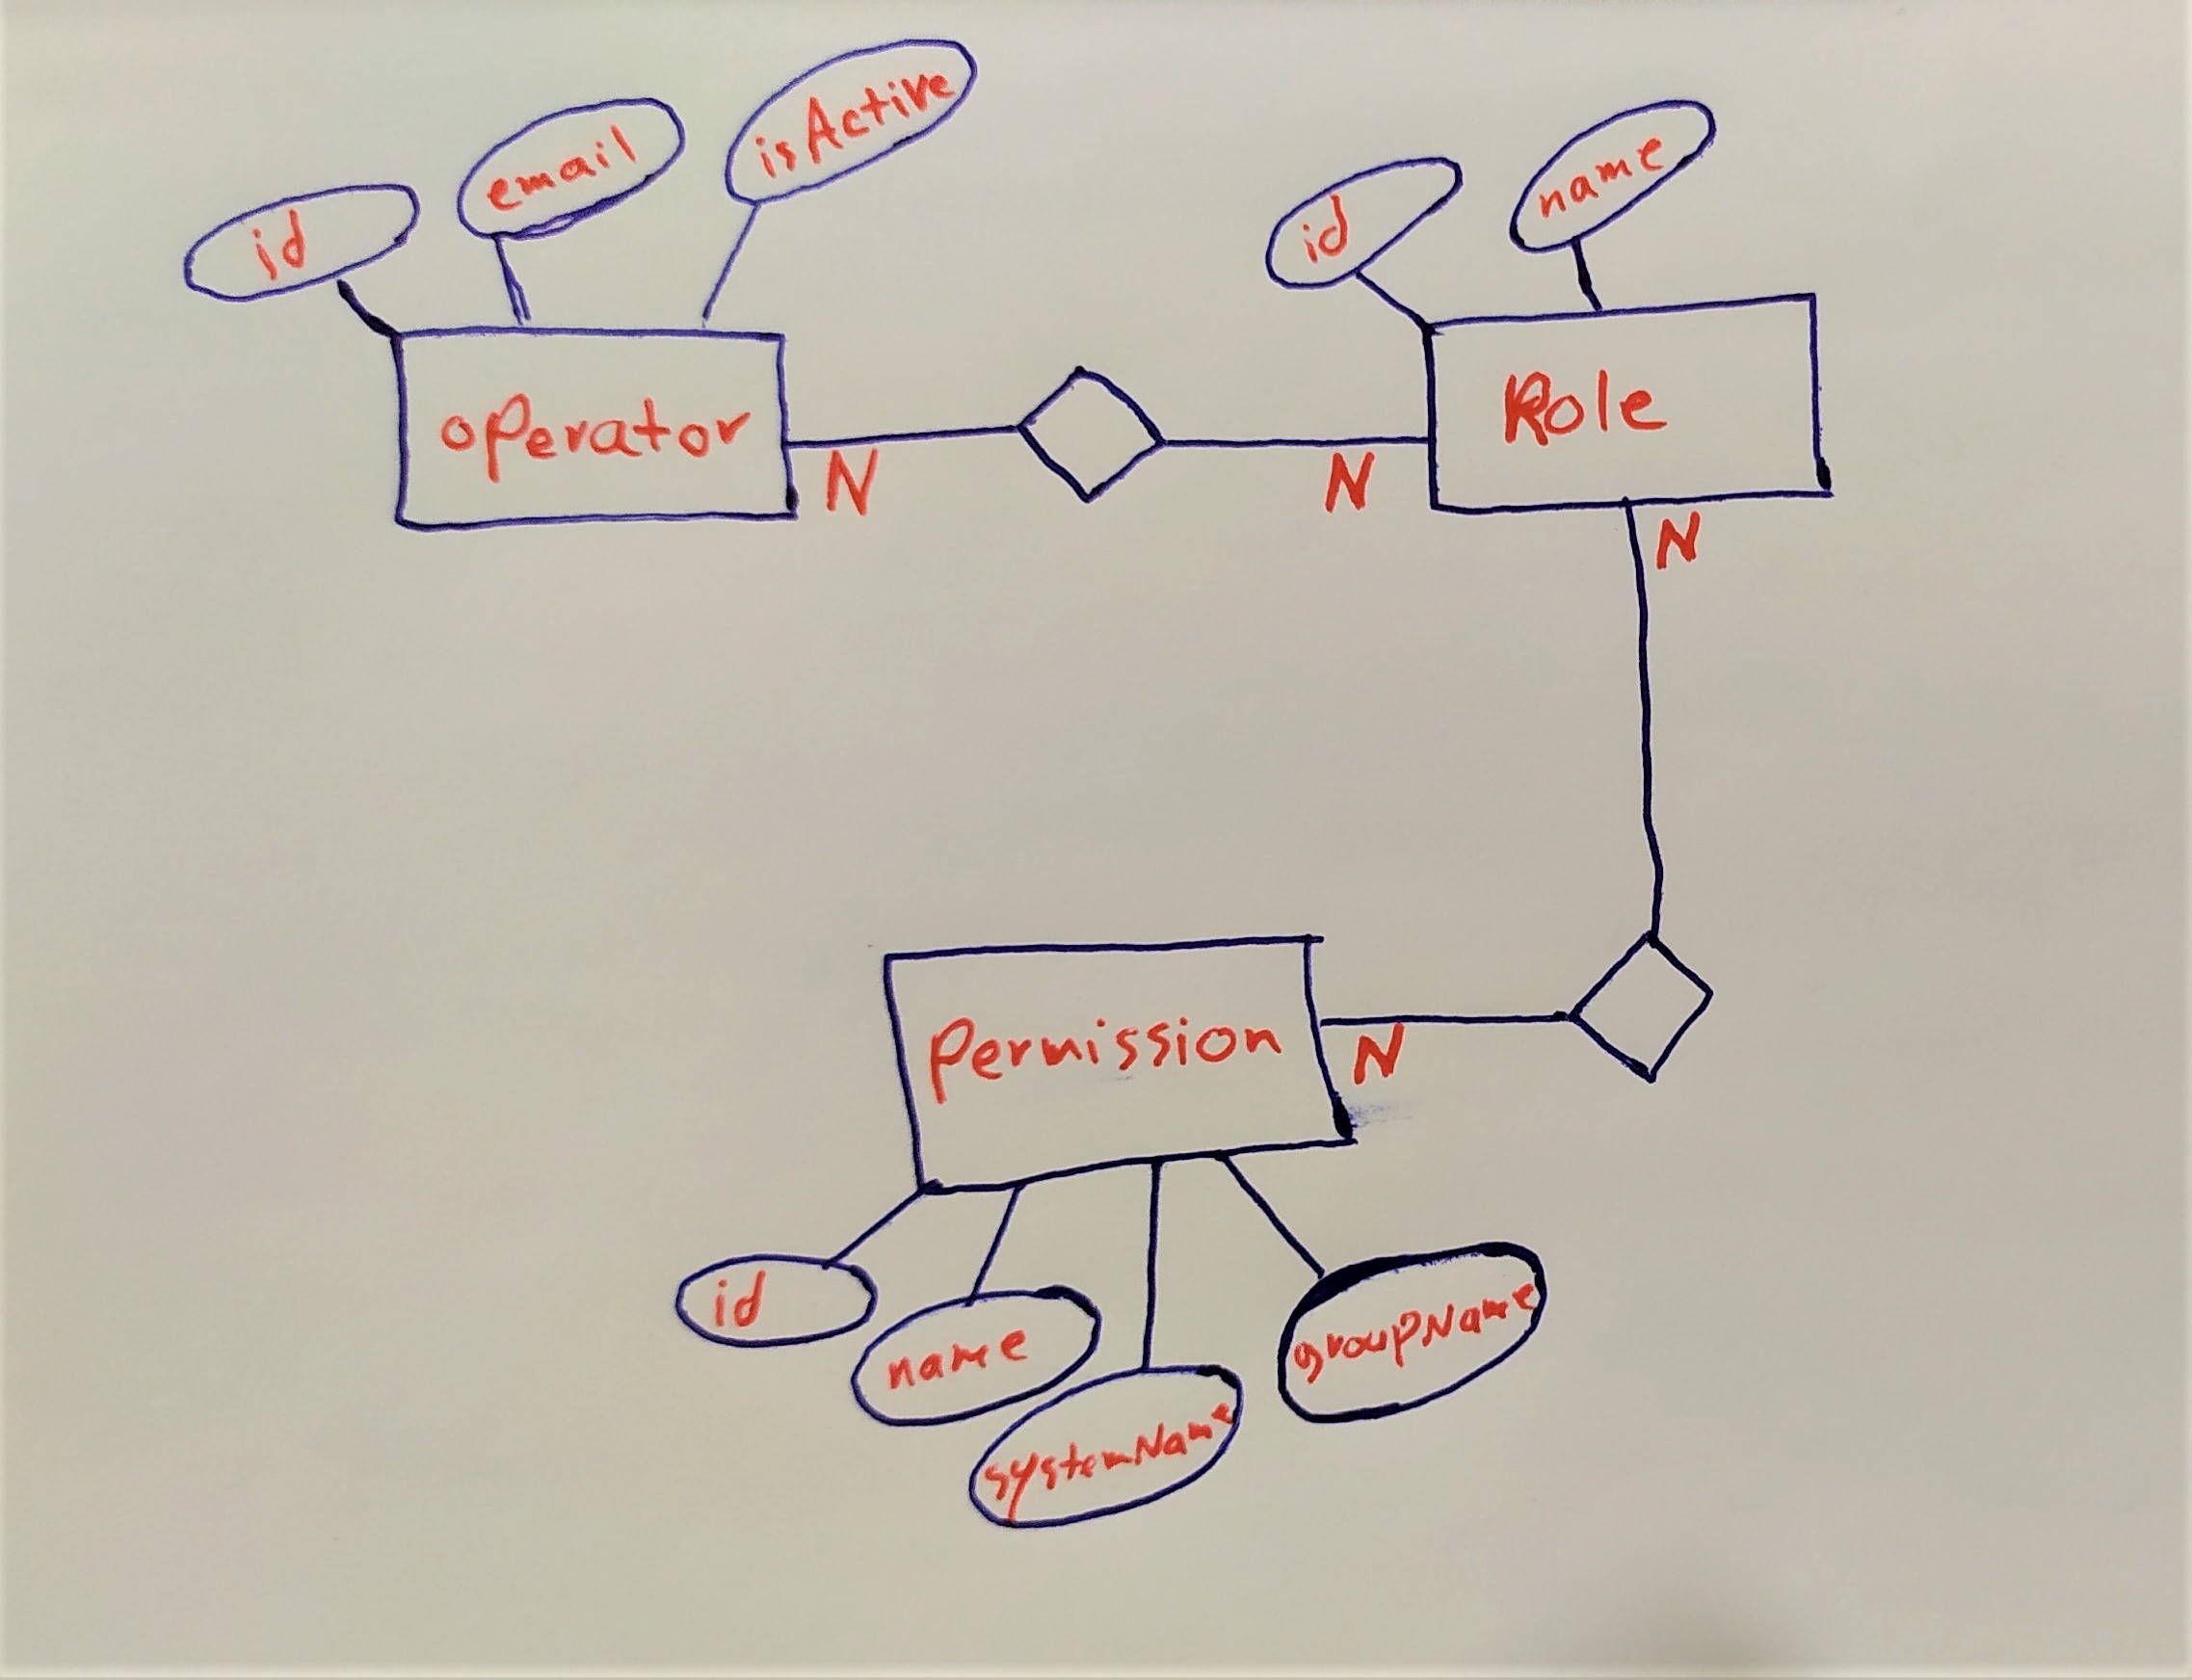 id
email
isActive
id
name
operator
N
N
Role
N
Permission
N
id
name
systemName
groupName